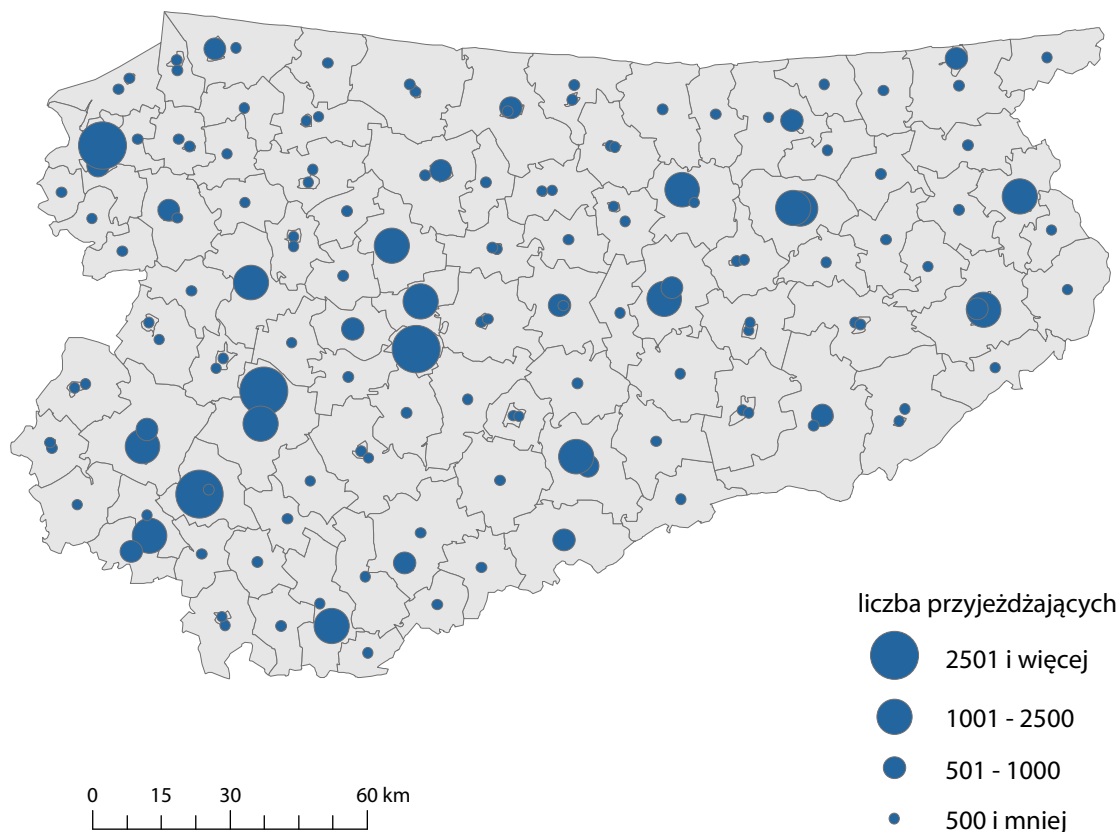 liczba przyjeżdżających
2501 i więcej
1001 - 2500
501 - 1000
500 i mniej
0 15 30 60 km